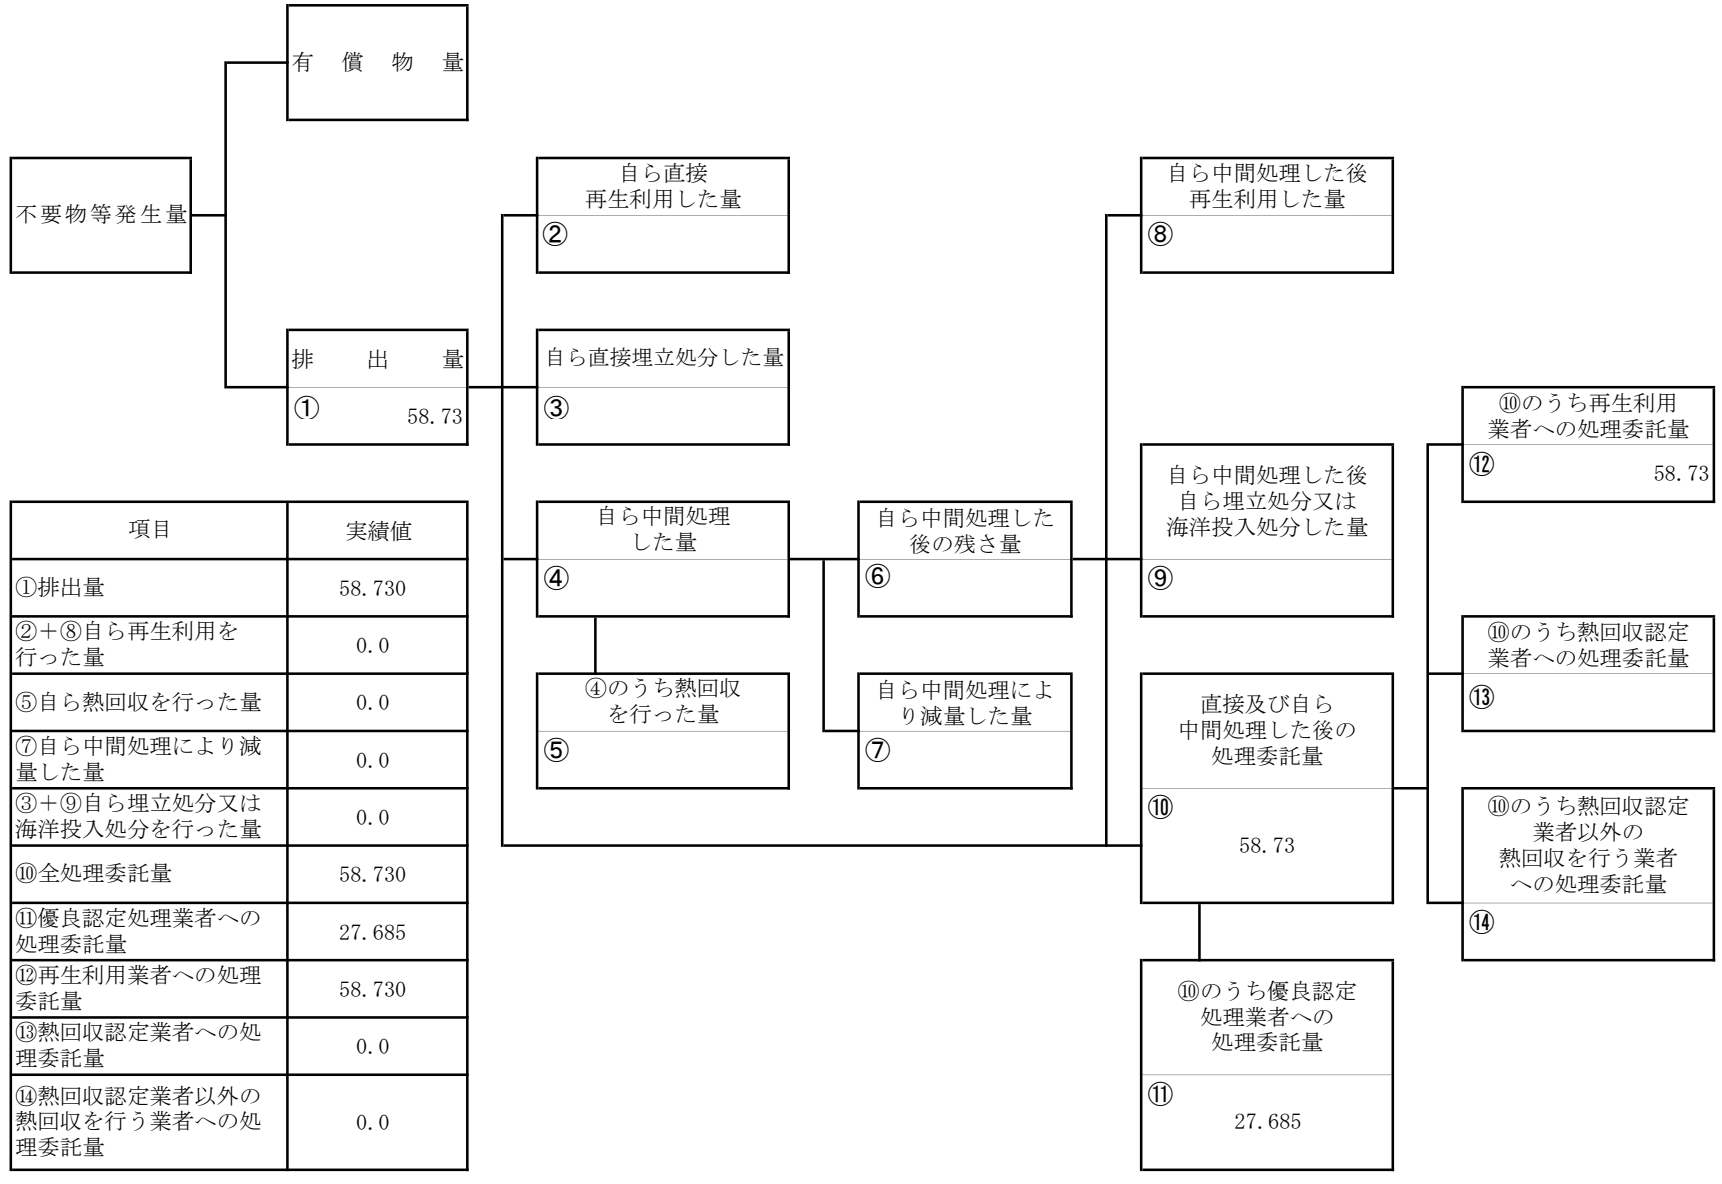 有償物量
不要物等発生量
排出量
① 58.73
自ら直接
再生利用した量
②
自ら直接埋立処分した量
③
自ら中間処理
した量
④
④のうち熱回収
を行った量
⑤
自ら中間処理した
後の残さ量
⑥
自ら中間処理によ
り減量した量
⑦
自ら中間処理した後
再生利用した量
⑧
自ら中間処理した後
自ら埋立処分又は
海洋投入処分した量
⑨
直接及び自ら
中間処理した後の
処理委託量
⑩
58.73
⑩のうち優良認定
処理業者への
処理委託量
⑪
27.685
⑩のうち再生利用
業者への処理委託量
⑫
58.73
⑩のうち熱回収認定
業者への処理委託量
⑬
⑩のうち熱回収認定
業者以外の
熱回収を行う業者
への処理委託量
⑭
項目 実績値
①排出量 58.730
②＋⑧自ら再生利用を
行った量 0.0
⑤自ら熱回収を行った量 0.0
⑦自ら中間処理により減
量した量 0.0
③＋⑨自ら埋立処分又は
海洋投入処分を行った量 0.0
⑩全処理委託量 58.730
⑪優良認定処理業者への
処理委託量 27.685
⑫再生利用業者への処理
委託量 58.730
⑬熱回収認定業者への処
理委託量 0.0
⑭熱回収認定業者以外の
熱回収を行う業者への処
理委託量 0.0